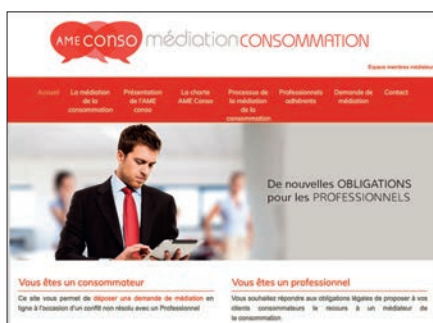 AME CONSO médiation CONSOMMATION
Espace membres médiateurs
Accueil
La médiation de la consommation
Présentation de l'AME conso
La charte AME Conso
Processus de la médiation de la consommation
Professionnels adhérents
Demande de médiation
Contact
De nouvelles OBLIGATIONS
pour les PROFESSIONNELS
Vous êtes un consommateur
Ce site vous permet de déposer une demande de médiation en
ligne à l'occasion d'un conflit non résolu avec un Professionnel
Vous êtes un professionnel
Vous souhaitez répondre aux obligations légales de proposer à vos
clients consommateurs le recours à un médiateur de
la consommation